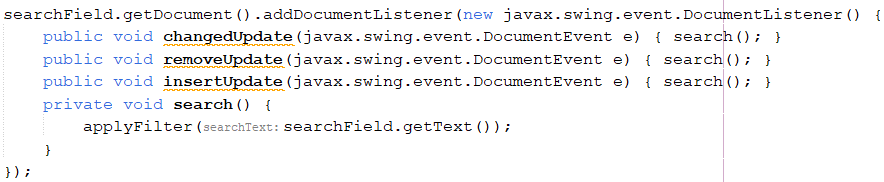 searchField.getDocument().addDocumentListener(new javax.swing.event.DocumentListener() {
    public void changedUpdate(javax.swing.event.DocumentEvent e) { search(); }
    public void removeUpdate(javax.swing.event.DocumentEvent e) { search(); }
    public void insertUpdate(javax.swing.event.DocumentEvent e) { search(); }
    private void search() {
        applyFilter(searchText: searchField.getText());
    }
});